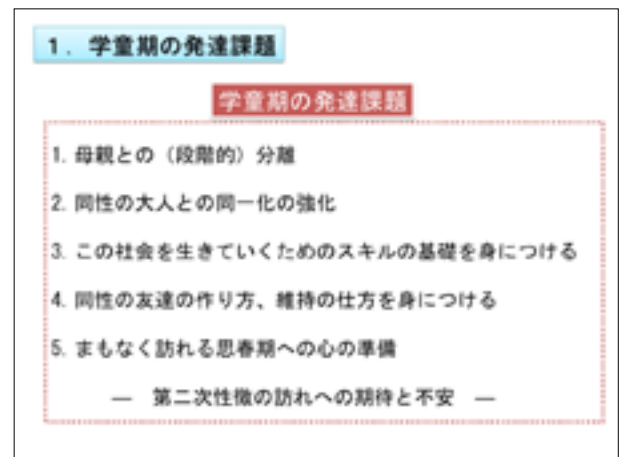 1. 学童期の発達課題
学童期の発達課題
1. 母親との（段階的）分離
2. 同性の大人との同一化の強化
3. この社会を生きていくためのスキルの基礎を身につける
4. 同性の友達の作り方、維持の仕方を身につける
5. まもなく訪れる思春期への心の準備
― 第二次性徴の訪れへの期待と不安 ―